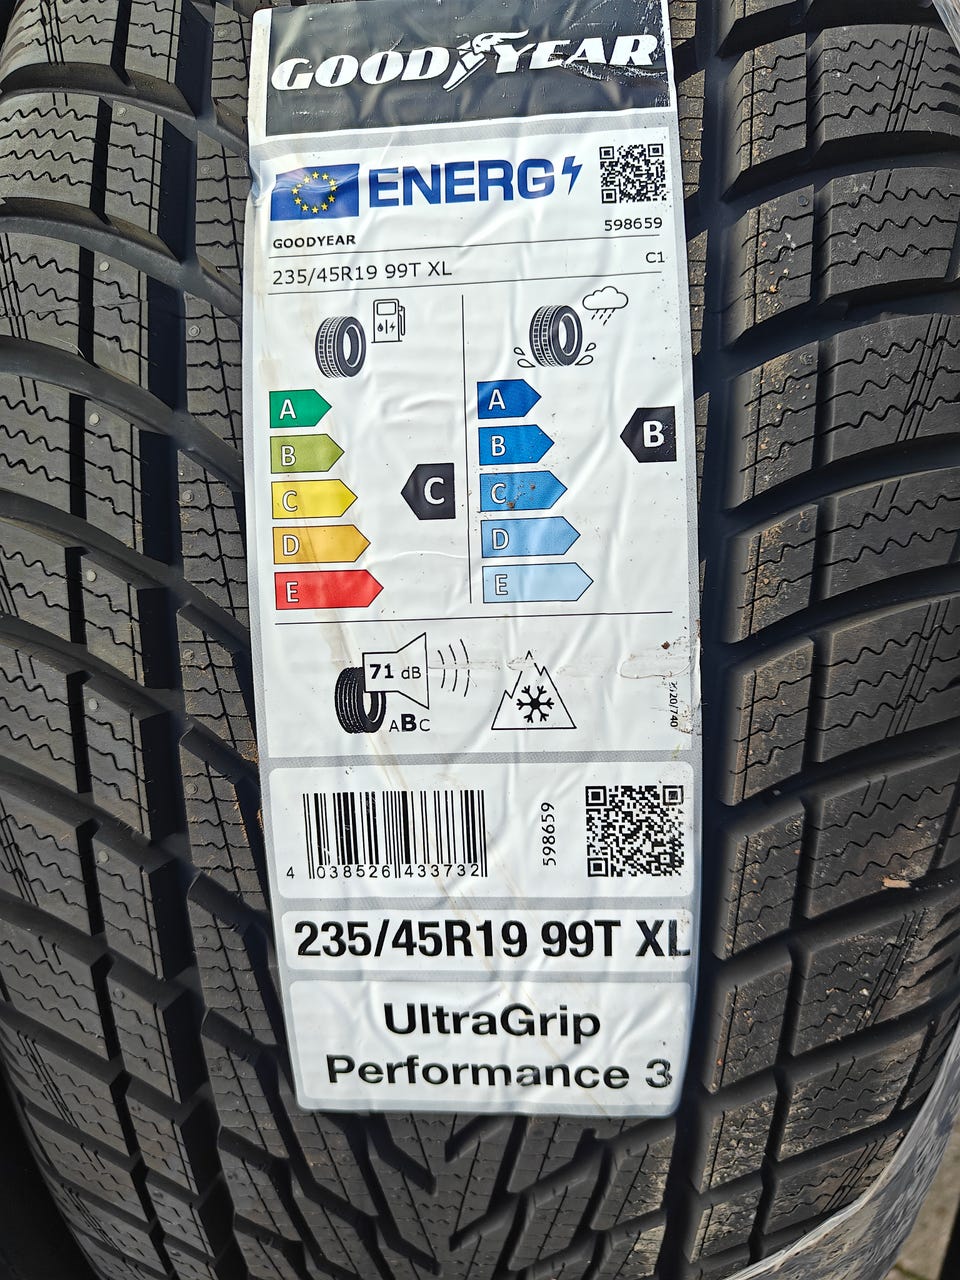 GOODYEAR
ENERG
598659
GOODYEAR
235/45R19 99T XL
C1
A
B
C
D
E
C
A
B
C
D
E
B
71 dB
ABC
2020/740
4 038526 433732
598659
235/45R19 99T XL
UltraGrip
Performance 3